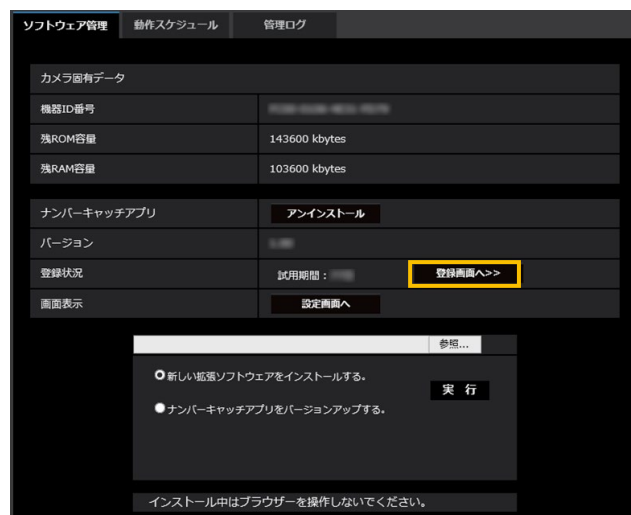 ソフトウェア管理 動作スケジュール 管理ログ
カメラ固有データ
機器ID番号
残ROM容量 143600 kbytes
残RAM容量 103600 kbytes
ナンバーキャッチアプリ アンインストール
バージョン
登録状況 試用期間： 登録画面へ>>
画面表示 設定画面へ
参照...
新しい拡張ソフトウェアをインストールする。
実 行
ナンバーキャッチアプリをバージョンアップする。
インストール中はブラウザーを操作しないでください。